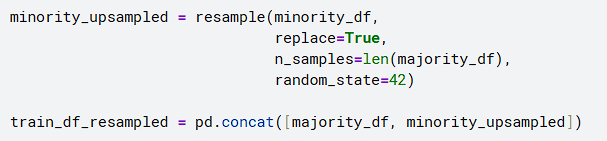 minority_upsampled = resample(minority_df,
                              replace=True,
                              n_samples=len(majority_df),
                              random_state=42)

train_df_resampled = pd.concat([majority_df, minority_upsampled])